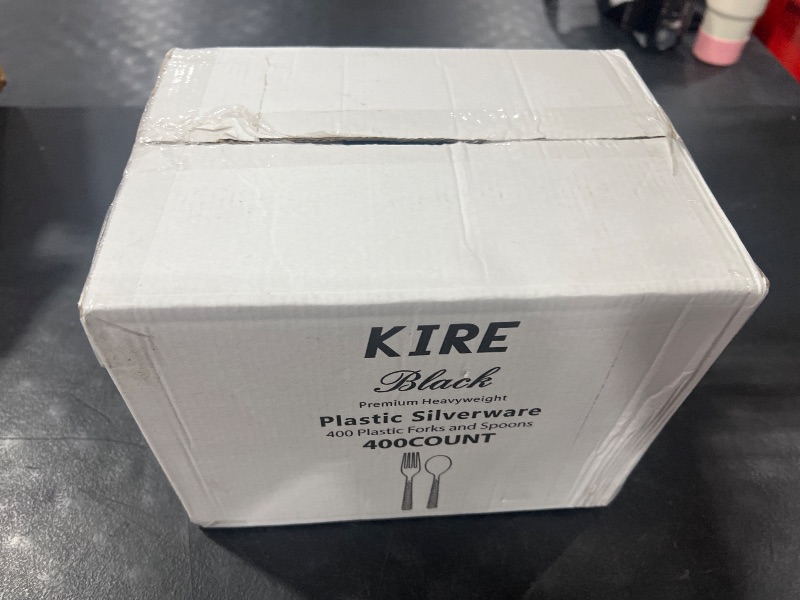 KIRE
Black
Premium Heavyweight
Plastic Silverware
400 Plastic Forks and Spoons
400COUNT